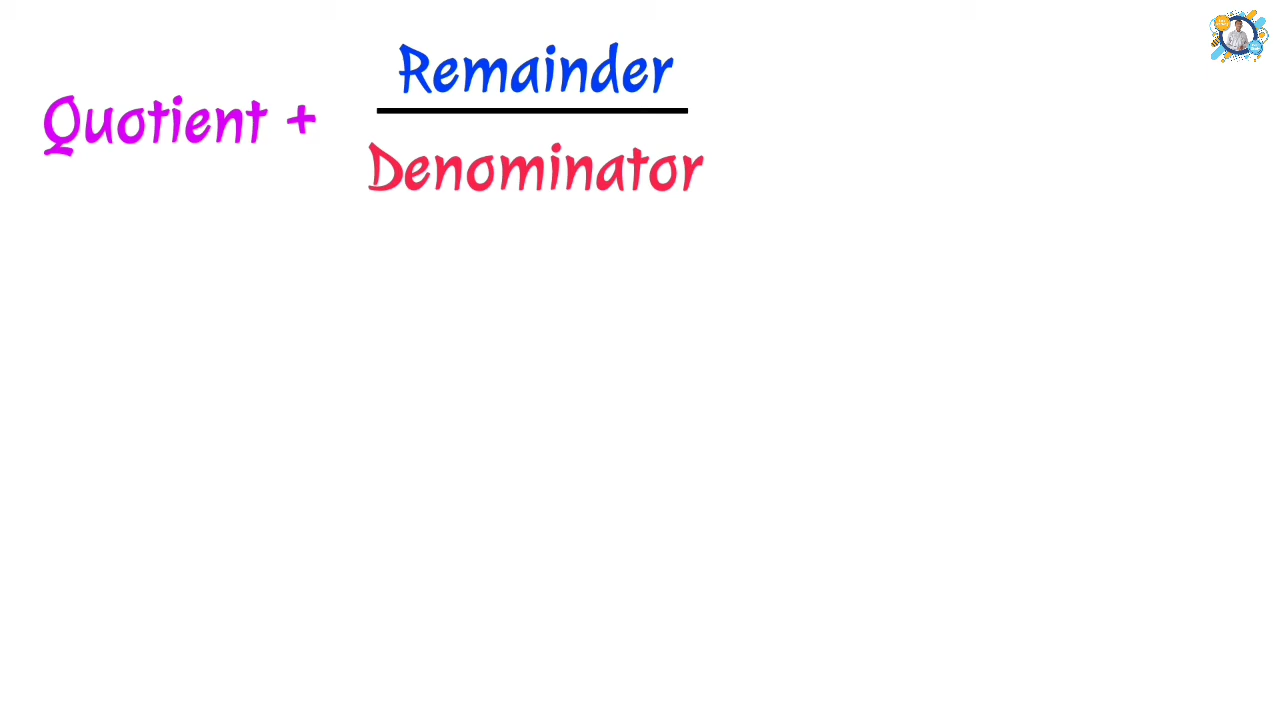 Remainder
Quotient +
Denominator